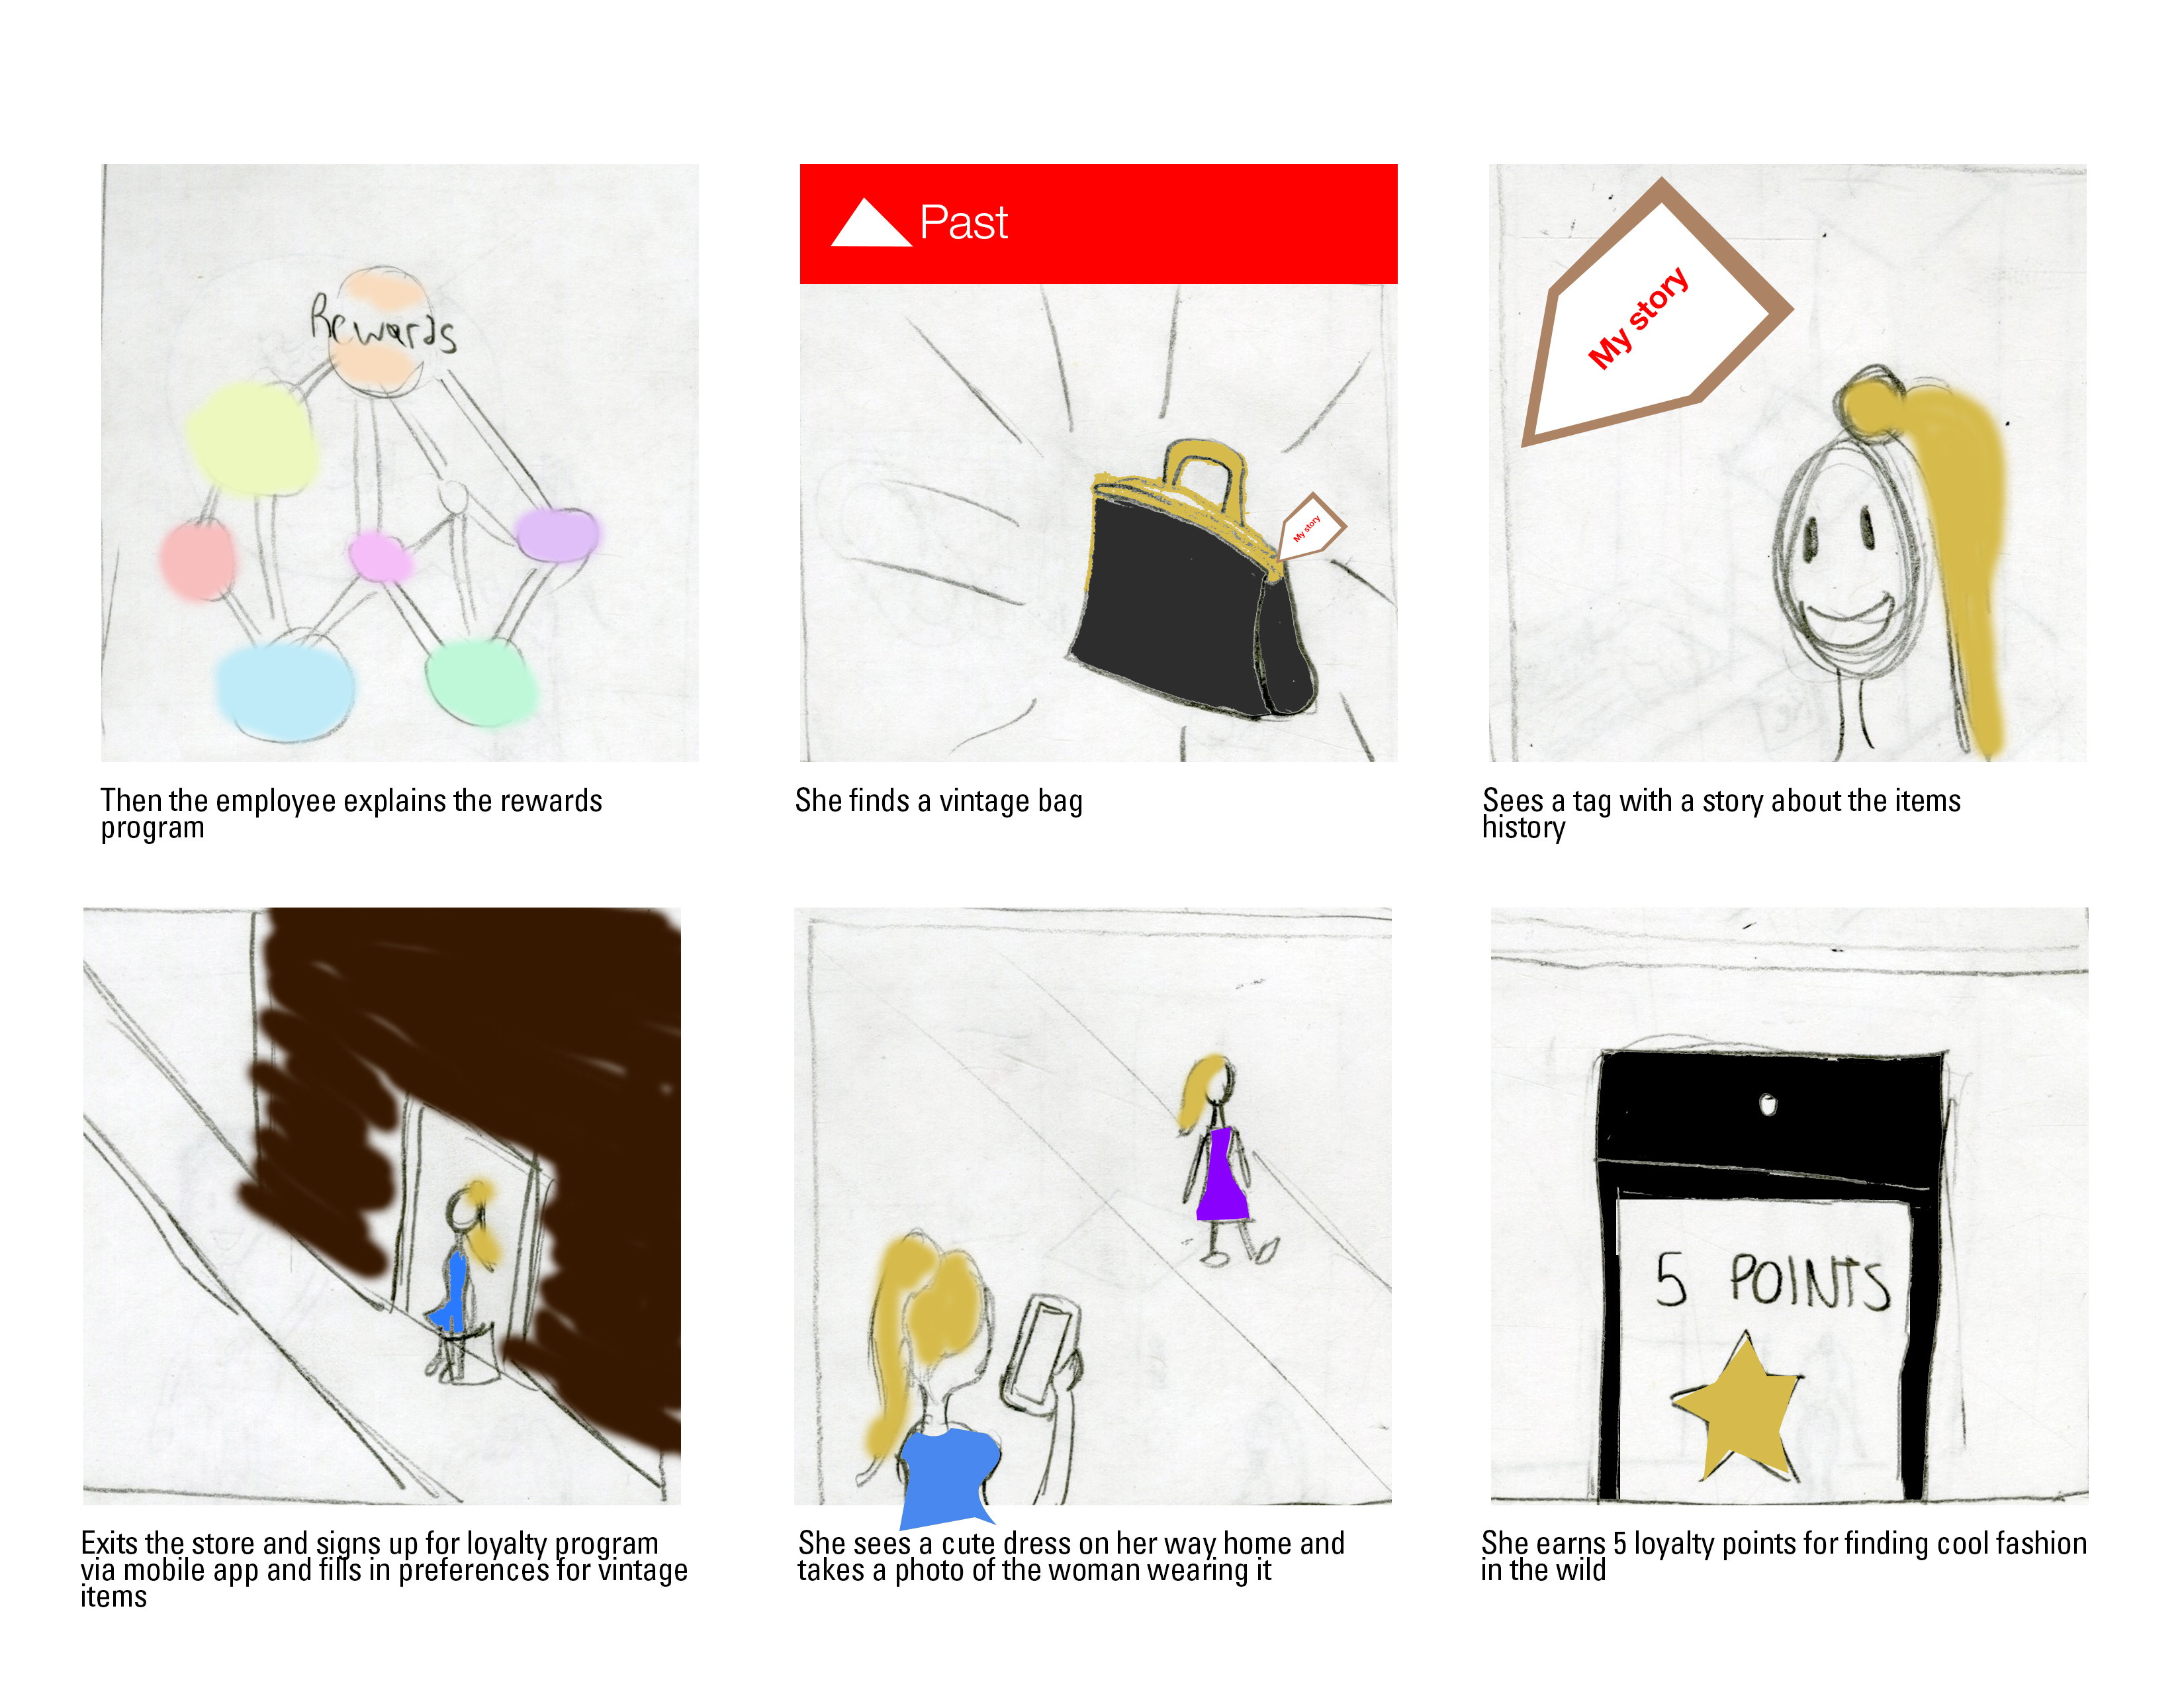 Rewards
Then the employee explains the rewards
program
Past
My story
She finds a vintage bag
My story
Sees a tag with a story about the items
history
Exits the store and signs up for loyalty program
via mobile app and fills in preferences for vintage
items
She sees a cute dress on her way home and
takes a photo of the woman wearing it
5 POINTS
She earns 5 loyalty points for finding cool fashion
in the wild